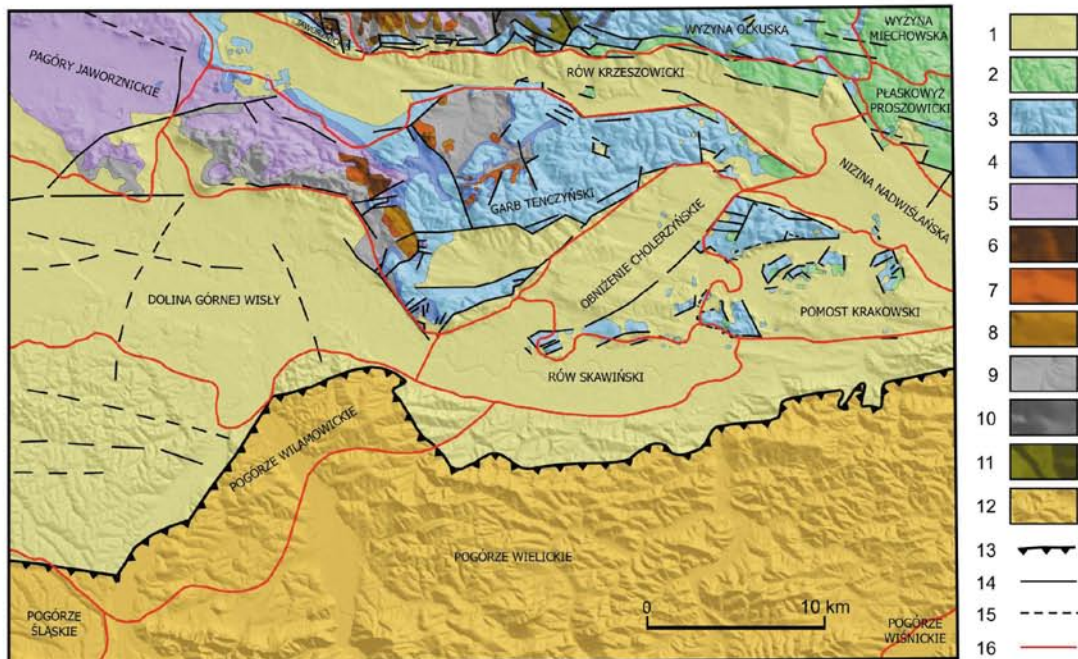 WYŻYNA OLKUSKA
WYŻYNA
MIECHOWSKA
PAGÓRY JAWORZNICKIE
RÓW KRZESZOWICKI
PŁASKOWYŻ
PROSZOWICKI
NIZINA NADWIŚLAŃSKA
GARB TENCZYŃSKI
OBNIŻENIE CHOLERZYŃSKIE
DOLINA GÓRNEJ WISŁY
POMOST KRAKOWSKI
RÓW SKAWIŃSKI
POGÓRZE WILAMOWICKIE
POGÓRZE WIELICKIE
POGÓRZE
ŚLĄSKIE
0 10 km
POGÓRZE
WIŚNICKIE
1
2
3
4
5
6
7
8
9
10
11
12
13
14
15
16